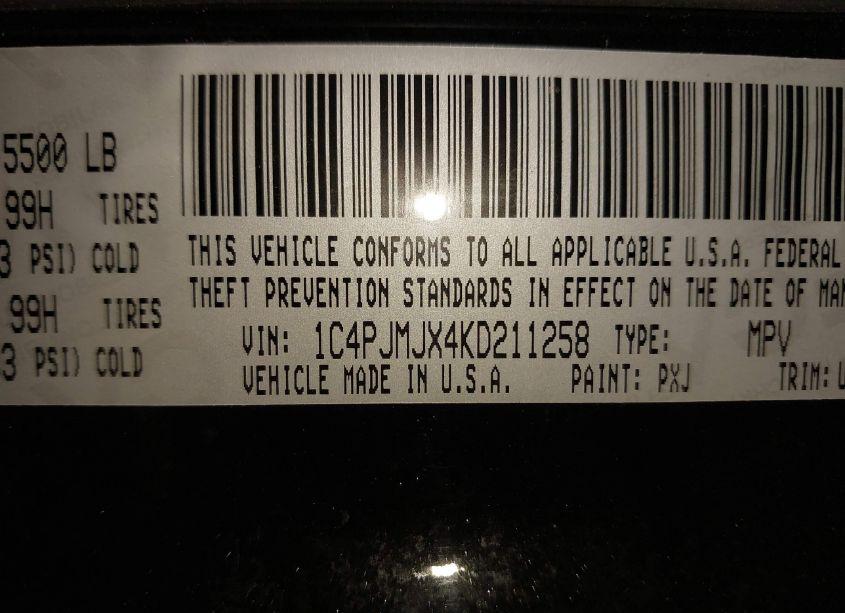 5500 LB
99H TIRES
3 PSI) COLD
99H TIRES
3 PSI) COLD
THIS VEHICLE CONFORMS TO ALL APPLICABLE U.S.A. FEDERAL
THEFT PREVENTION STANDARDS IN EFFECT ON THE DATE OF MAN
VIN: 1C4PJMJX4KD211258 TYPE: MPV
VEHICLE MADE IN U.S.A. PAINT: PXJ TRIM: